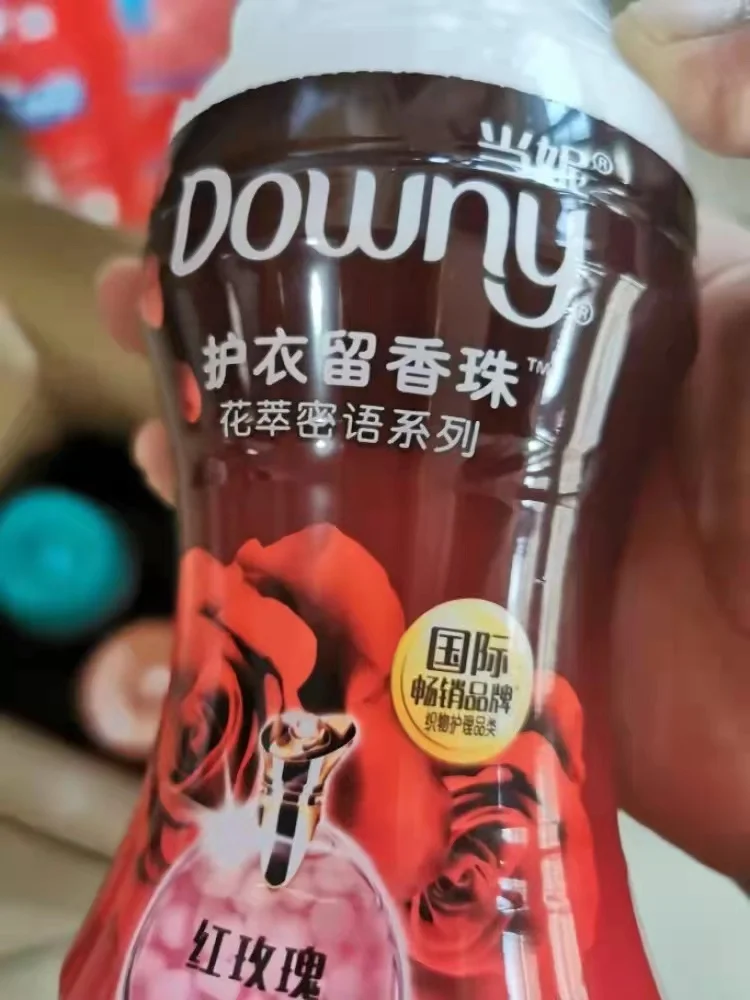 当妮®
Downy®
护衣留香珠™
花萃密语系列
国际
畅销品牌
织物护理品类
红玫瑰